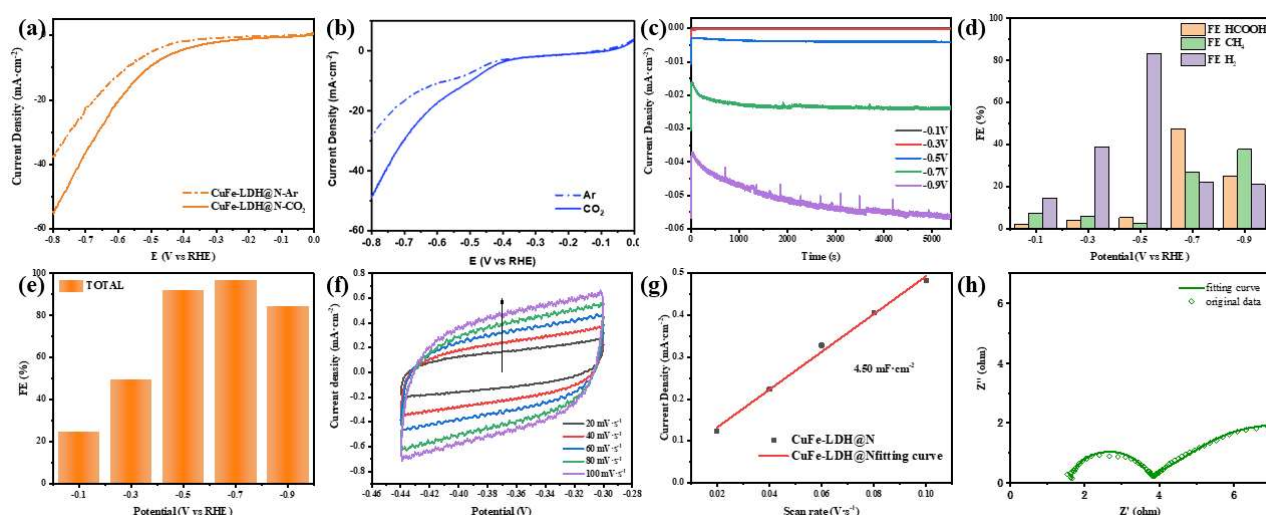 (a)
Current Density (mA·cm⁻²)
0
-20
-40
-60
CuFe-LDH@N-Ar
CuFe-LDH@N-CO₂
-0.8 -0.7 -0.6 -0.5 -0.4 -0.3 -0.2 -0.1 0.0
E (V vs RHE)
(b)
Current Density (mA·cm⁻²)
0
-20
-40
-60
Ar
CO₂
-0.8 -0.7 -0.6 -0.5 -0.4 -0.3 -0.2 -0.1 0.0
E (V vs RHE)
(c)
Current Density (mA·cm⁻²)
0.00
-0.01
-0.02
-0.03
-0.04
-0.05
-0.06
-0.1V
-0.3V
-0.5V
-0.7V
-0.9V
0 1000 2000 3000 4000 5000
Time (s)
(d)
FE (%)
100
80
60
40
20
0
FE HCOOH
FE CH₄
FE H₂
-0.1 -0.3 -0.5 -0.7 -0.9
Potential (V vs RHE)
(e)
FE (%)
100
80
60
40
20
0
TOTAL
-0.1 -0.3 -0.5 -0.7 -0.9
Potential (V vs RHE)
(f)
Current density (mA·cm⁻²)
0.8
0.6
0.4
0.2
0.0
-0.2
-0.4
-0.6
-0.8
20 mV·s⁻¹
40 mV·s⁻¹
60 mV·s⁻¹
80 mV·s⁻¹
100 mV·s⁻¹
-0.46 -0.44 -0.42 -0.40 -0.38 -0.36 -0.34 -0.32 -0.30 -0.28
Potential (V)
(g)
Current Density (mA·cm⁻²)
0.5
0.4
0.3
0.2
0.1
0.0
4.50 mF·cm⁻²
CuFe-LDH@N
CuFe-LDH@Nfitting curve
0.02 0.04 0.06 0.08 0.10
Scan rate (V·s⁻¹)
(h)
Z'' (ohm)
6
4
2
0
fitting curve
original data
0 2 4 6
Z' (ohm)